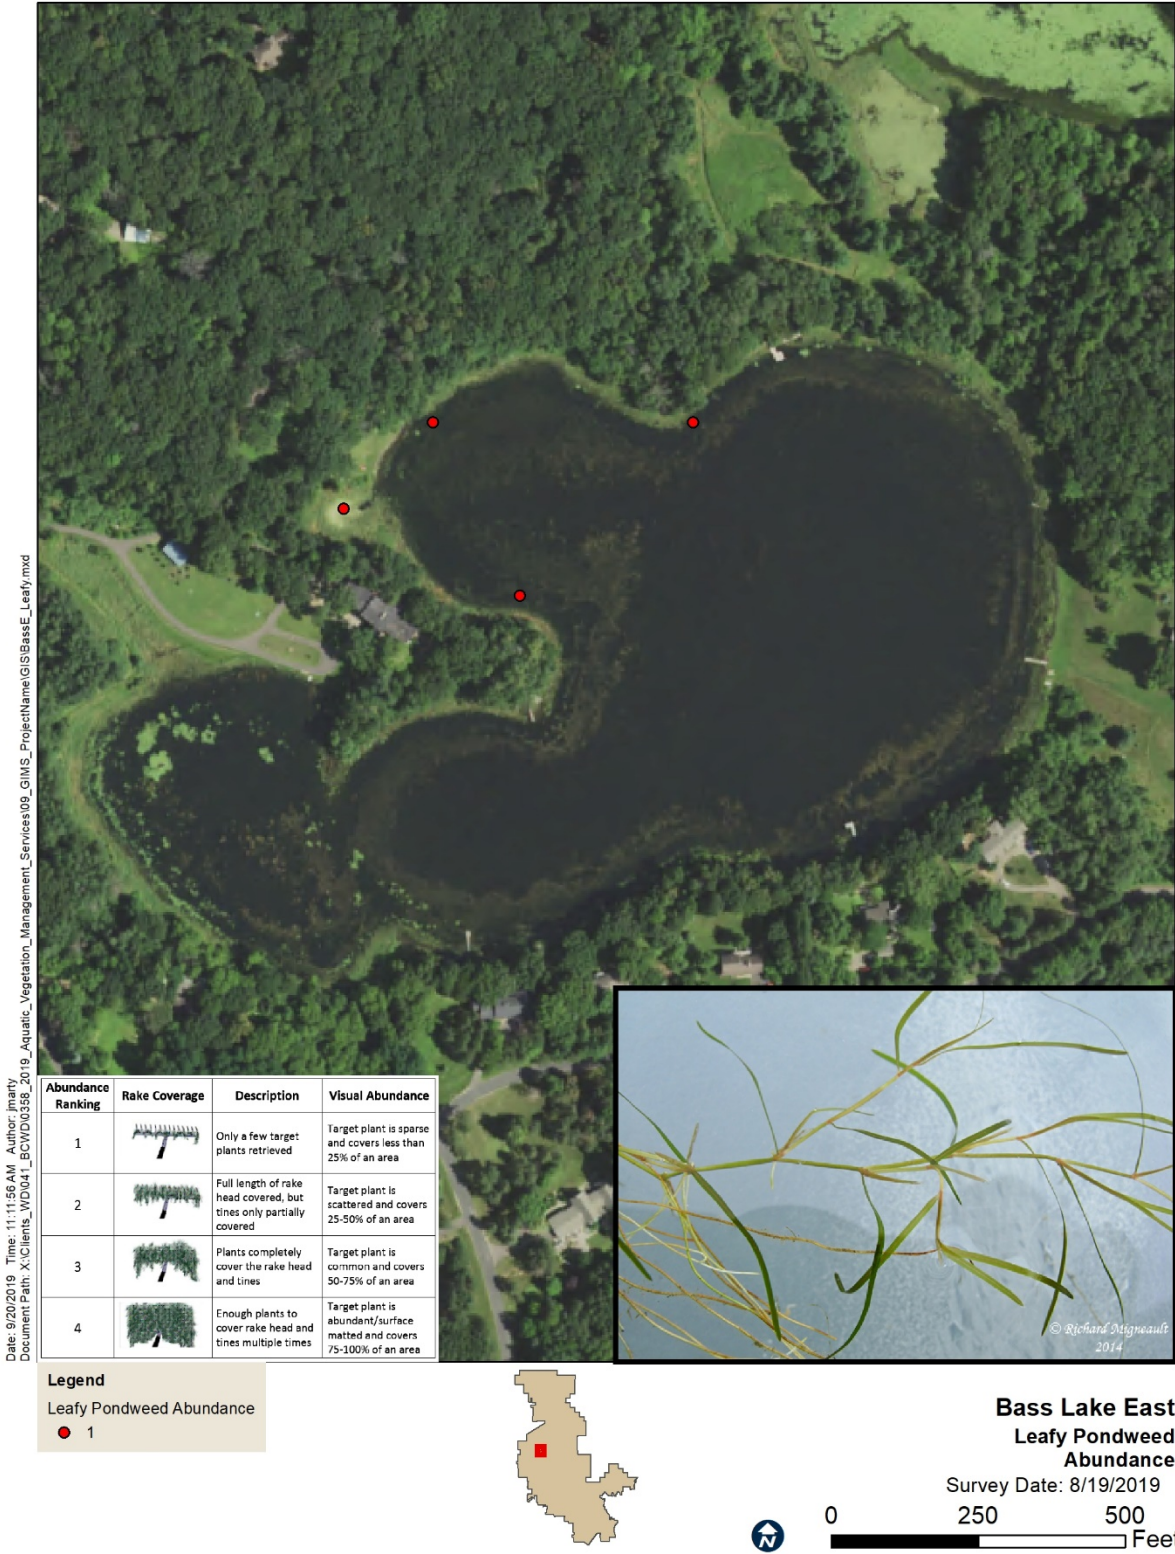 Date: 9/20/2019 Time: 11:11:56 AM Author: jmarty
Document Path: X:\Clients_WD\041_BCWD\0358_2019_Aquatic_Vegetation_Management_Services\09_GIMS_ProjectName\GIS\BassE_Leafy.mxd
Abundance
Ranking
Rake Coverage
Description
Visual Abundance
1
Only a few target
plants retrieved
Target plant is sparse
and covers less than
25% of an area
2
Full length of rake
head covered, but
tines only partially
covered
Target plant is
scattered and covers
25-50% of an area
3
Plants completely
cover the rake head
and tines
Target plant is
common and covers
50-75% of an area
4
Enough plants to
cover rake head and
tines multiple times
Target plant is
abundant/surface
matted and covers
75-100% of an area
© Richard Migneault
2014
Legend
Leafy Pondweed Abundance
1
N
Bass Lake East
Leafy Pondweed
Abundance
Survey Date: 8/19/2019
0 250 500
Feet